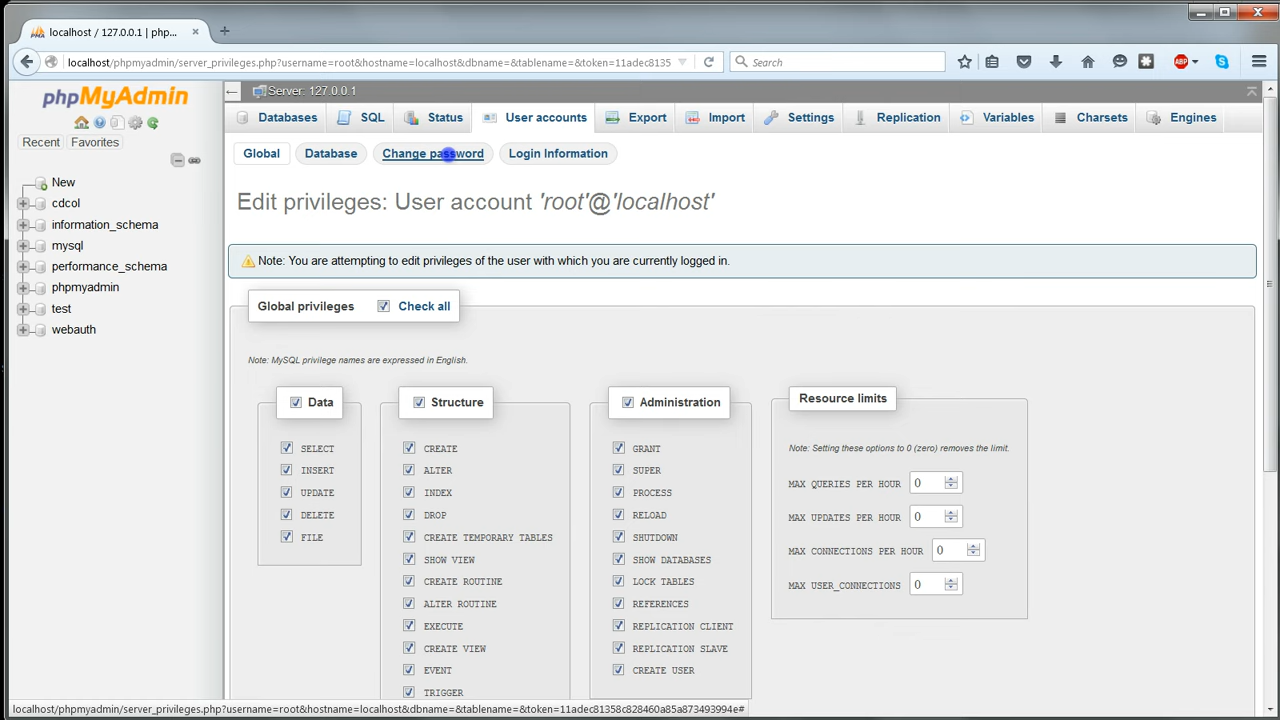 localhost / 127.0.0.1 | php...
localhost/phpmyadmin/server_privileges.php?username=root&hostname=localhost&dbname=&tablename=&token=11adec8135
Search
ABP
phpMyAdmin
Recent Favorites
New
cdcol
information_schema
mysql
performance_schema
phpmyadmin
test
webauth
Server: 127.0.0.1
Databases SQL Status User accounts Export Import Settings Replication Variables Charsets Engines
Global Database Change password Login Information
Edit privileges: User account 'root'@'localhost'
Note: You are attempting to edit privileges of the user with which you are currently logged in.
Global privileges Check all
Note: MySQL privilege names are expressed in English.
Data
SELECT
INSERT
UPDATE
DELETE
FILE
Structure
CREATE
ALTER
INDEX
DROP
CREATE TEMPORARY TABLES
SHOW VIEW
CREATE ROUTINE
ALTER ROUTINE
EXECUTE
CREATE VIEW
EVENT
TRIGGER
Administration
GRANT
SUPER
PROCESS
RELOAD
SHUTDOWN
SHOW DATABASES
LOCK TABLES
REFERENCES
REPLICATION CLIENT
REPLICATION SLAVE
CREATE USER
Resource limits
Note: Setting these options to 0 (zero) removes the limit.
MAX QUERIES PER HOUR 0
MAX UPDATES PER HOUR 0
MAX CONNECTIONS PER HOUR 0
MAX USER_CONNECTIONS 0
localhost/phpmyadmin/server_privileges.php?username=root&hostname=localhost&dbname=&tablename=&token=11adec81358c828460a85a873493994e#